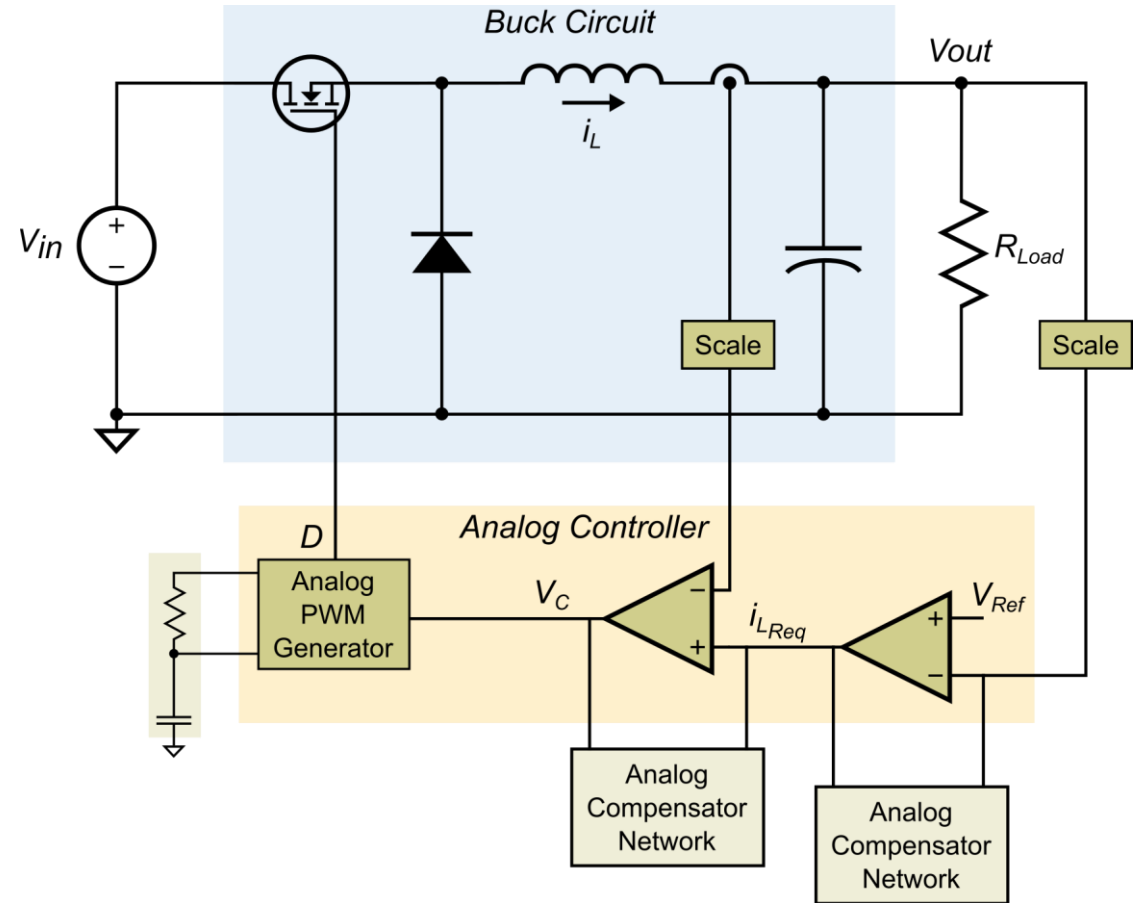 Buck Circuit
Vout
+
−
Vin
iL
RLoad
Scale
Scale
Analog Controller
D
Analog
PWM
Generator
VC
−
+
iLReq
+
−
VRef
Analog
Compensator
Network
Analog
Compensator
Network